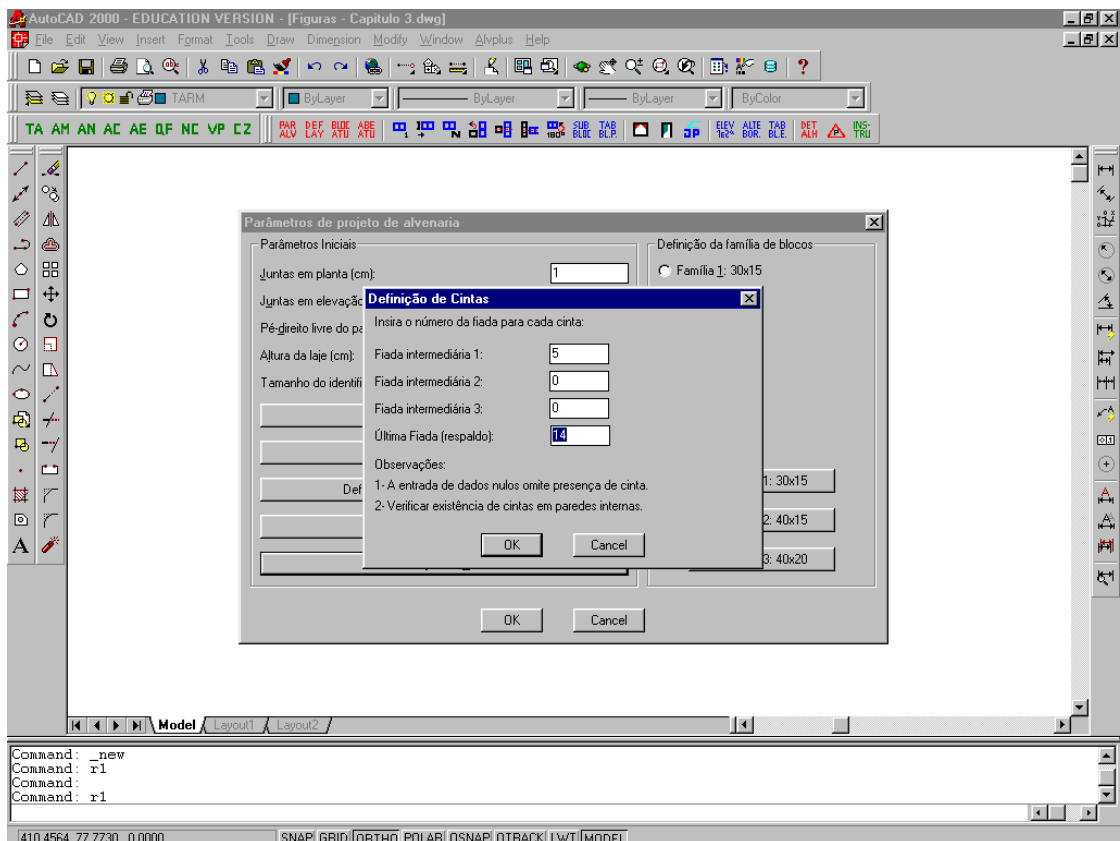 AutoCAD 2000 - EDUCATION VERSION - [Figuras - Capítulo 3.dwg]
File Edit View Insert Format Tools Draw Dimension Modify Window Alvplus Help
TARM ByLayer ByLayer ByLayer ByColor
TA AM AN AC AE QF NC VP CZ PAR ALV DEF LAY BLOC ATU ABE ATU 1 N 180º SUB BLOC TAB BL.P. JP ELEV 1e2ª ALTE BOR. TAB BLE. DET ALH INS- TRU
Parâmetros de projeto de alvenaria
Parâmetros Iniciais
Definição da família de blocos
Juntas em planta (cm): 1
Família 1: 30x15
Juntas em elevação
Pé-direito livre do pa
Altura da laje (cm):
Tamanho do identifi
Def
Definição de Cintas
Insira o número da fiada para cada cinta:
Fiada intermediária 1: 5
Fiada intermediária 2: 0
Fiada intermediária 3: 0
Última Fiada (respaldo): 14
Observações:
1- A entrada de dados nulos omite presença de cinta.
2- Verificar existência de cintas em paredes internas.
OK Cancel
1: 30x15
2: 40x15
3: 40x20
OK Cancel
Model Layout1 Layout2
Command: _new
Command: r1
Command:
Command: r1
410.4564, 77.7730, 0.0000 SNAP GRID ORTHO POLAR OSNAP OTRACK LWT MODEL